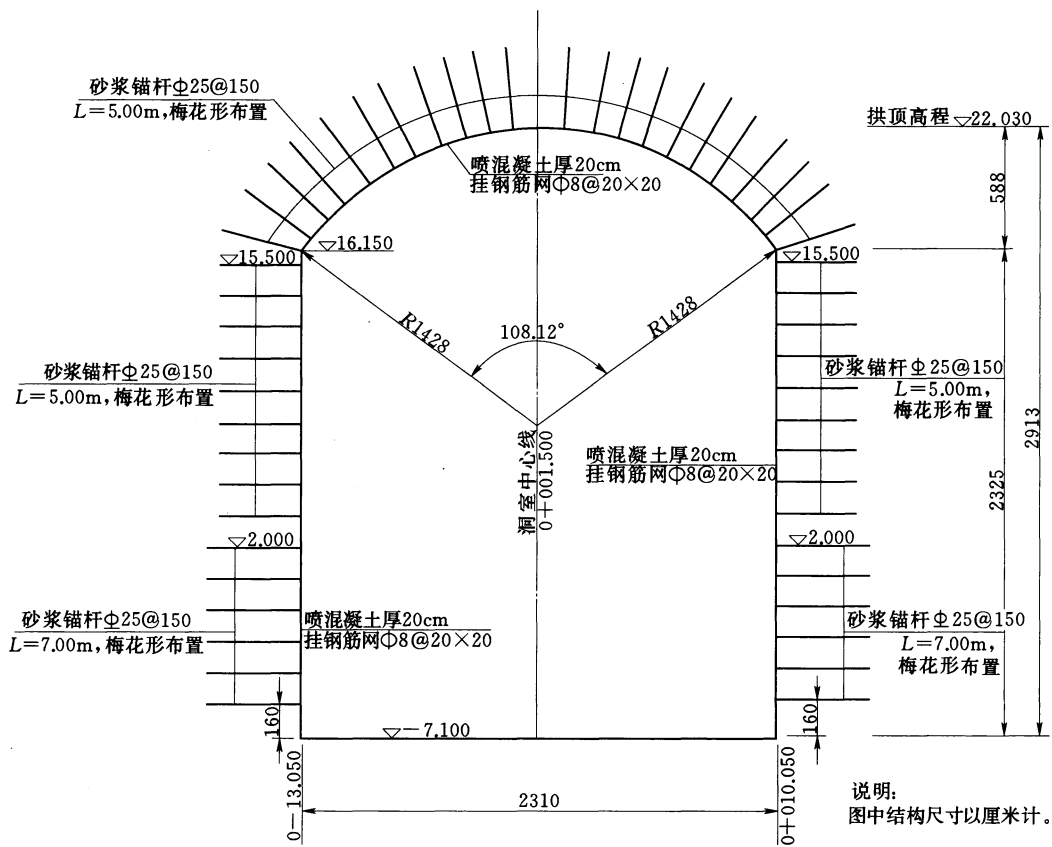 砂浆锚杆Φ25@150
L=5.00m,梅花形布置
拱顶高程▽22.030
喷混凝土厚20cm
挂钢筋网Φ8@20×20
588
▽16.150
▽15.500
▽15.500
R1428
R1428
108.12°
砂浆锚杆Φ25@150
L=5.00m,梅花形布置
砂浆锚杆Φ25@150
L=5.00m,
梅花形布置
2913
2325
洞室中心线
0+001.500
喷混凝土厚20cm
挂钢筋网Φ8@20×20
▽2.000
▽2.000
砂浆锚杆Φ25@150
L=7.00m,梅花形布置
喷混凝土厚20cm
挂钢筋网Φ8@20×20
砂浆锚杆Φ25@150
L=7.00m,
梅花形布置
160
160
▽-7.100
0-13.050
2310
0+010.050
说明:
图中结构尺寸以厘米计。